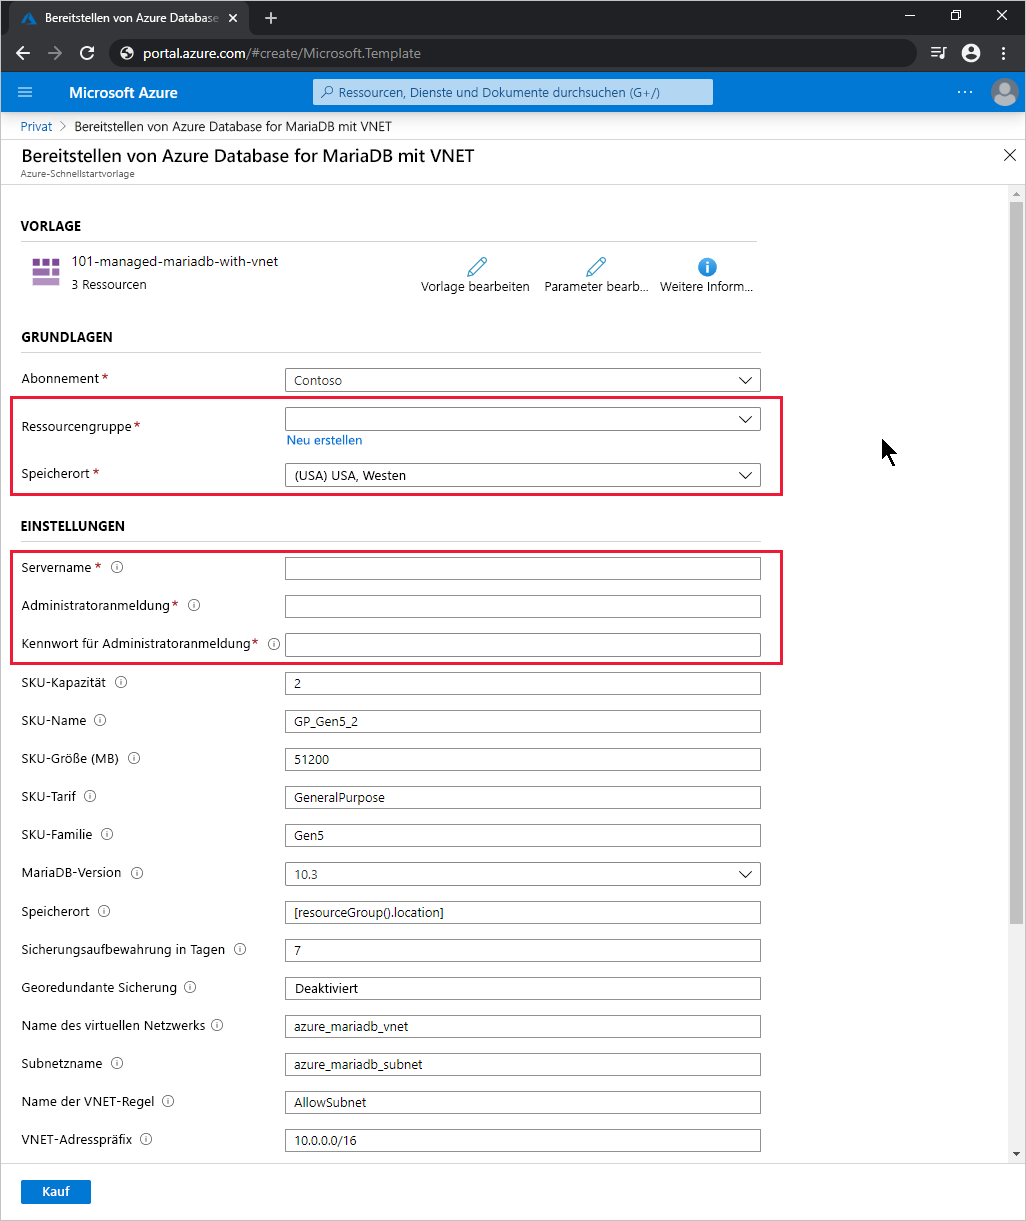 Bereitstellen von Azure Database
portal.azure.com/#create/Microsoft.Template
Microsoft Azure
Ressourcen, Dienste und Dokumente durchsuchen (G+/)
Privat > Bereitstellen von Azure Database for MariaDB mit VNET
Bereitstellen von Azure Database for MariaDB mit VNET
Azure-Schnellstartvorlage
VORLAGE
101-managed-mariadb-with-vnet
3 Ressourcen
Vorlage bearbeiten
Parameter bearb...
Weitere Inform...
GRUNDLAGEN
Abonnement * Contoso
Ressourcengruppe *
Neu erstellen
Speicherort * (USA) USA, Westen
EINSTELLUNGEN
Servername *
Administratoranmeldung *
Kennwort für Administratoranmeldung *
SKU-Kapazität 2
SKU-Name GP_Gen5_2
SKU-Größe (MB) 51200
SKU-Tarif GeneralPurpose
SKU-Familie Gen5
MariaDB-Version 10.3
Speicherort [resourceGroup().location]
Sicherungsaufbewahrung in Tagen 7
Georedundante Sicherung Deaktiviert
Name des virtuellen Netzwerks azure_mariadb_vnet
Subnetzname azure_mariadb_subnet
Name der VNET-Regel AllowSubnet
VNET-Adresspräfix 10.0.0.0/16
Kauf